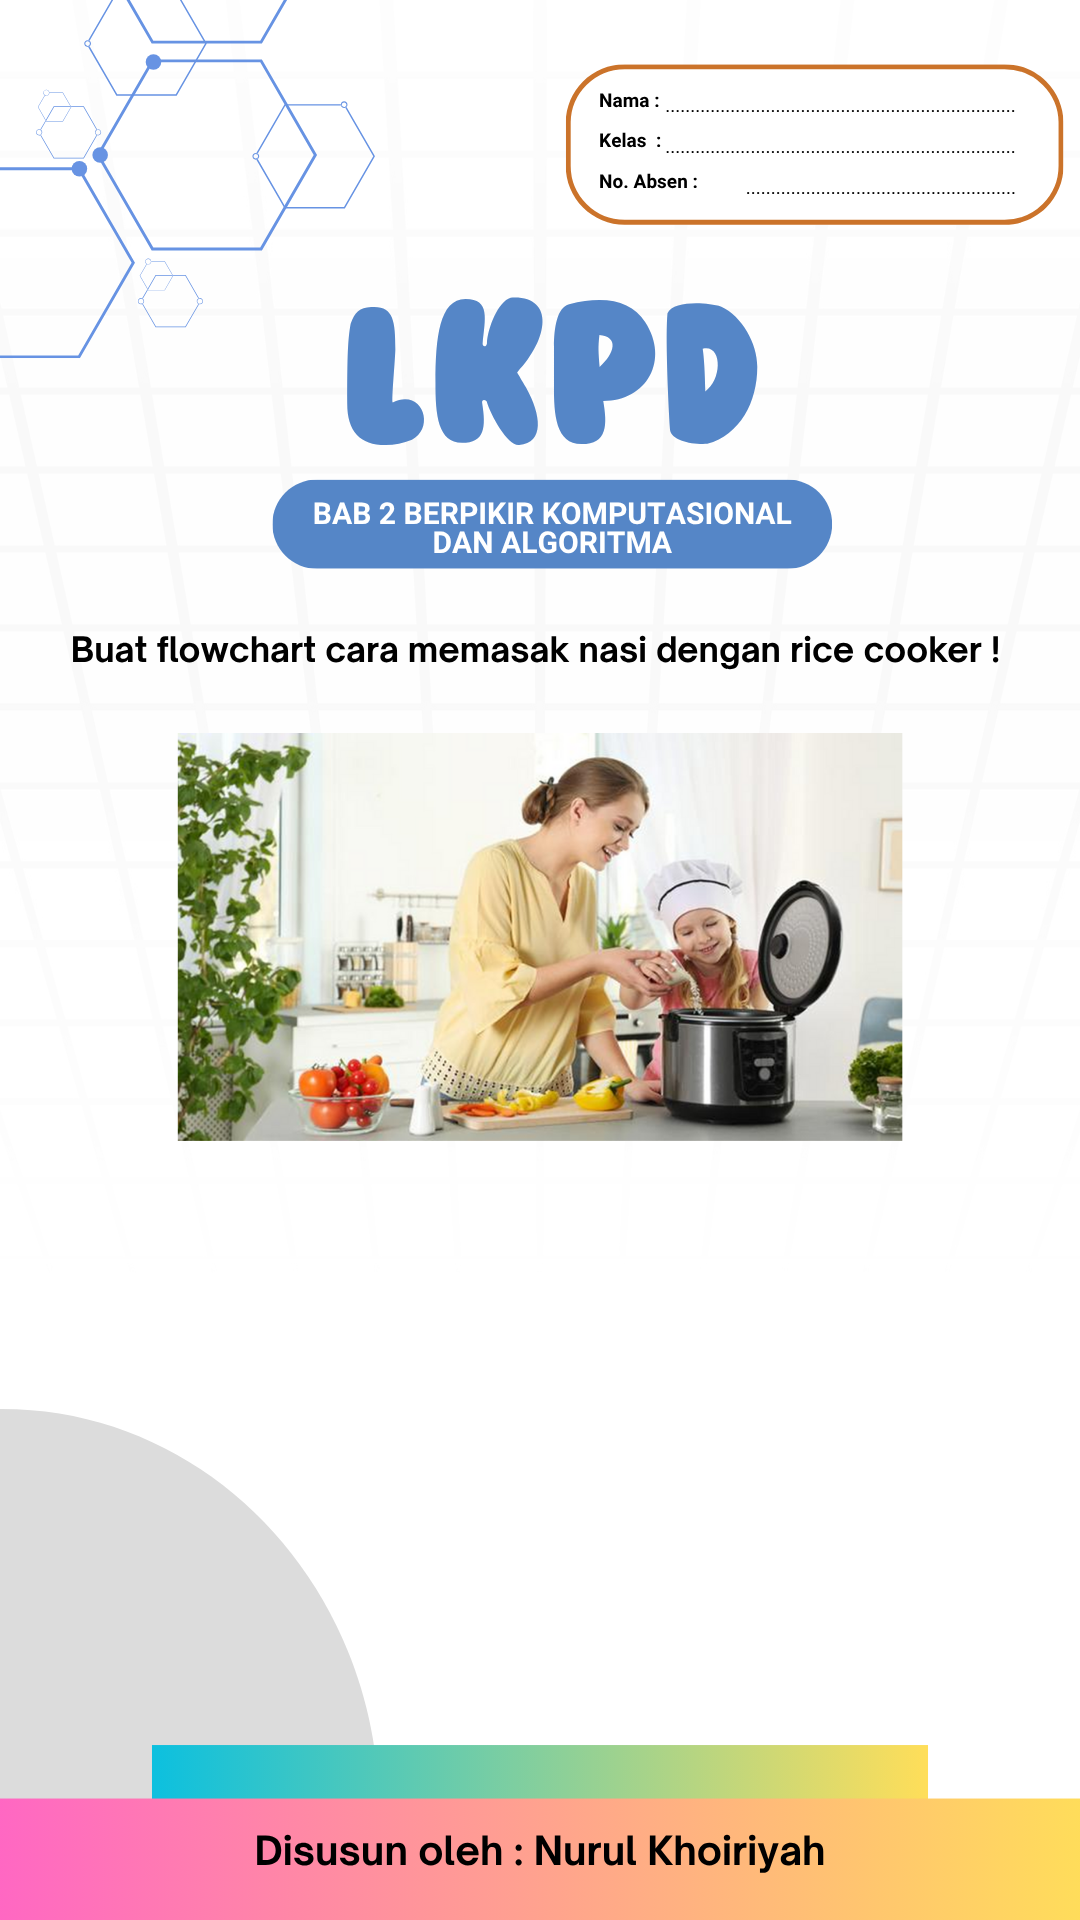 Nama : ....................................................................................
Kelas : ....................................................................................
No. Absen : .................................................................
LKPD
BAB 2 BERPIKIR KOMPUTASIONAL
DAN ALGORITMA
Buat flowchart cara memasak nasi dengan rice cooker !
Disusun oleh : Nurul Khoiriyah